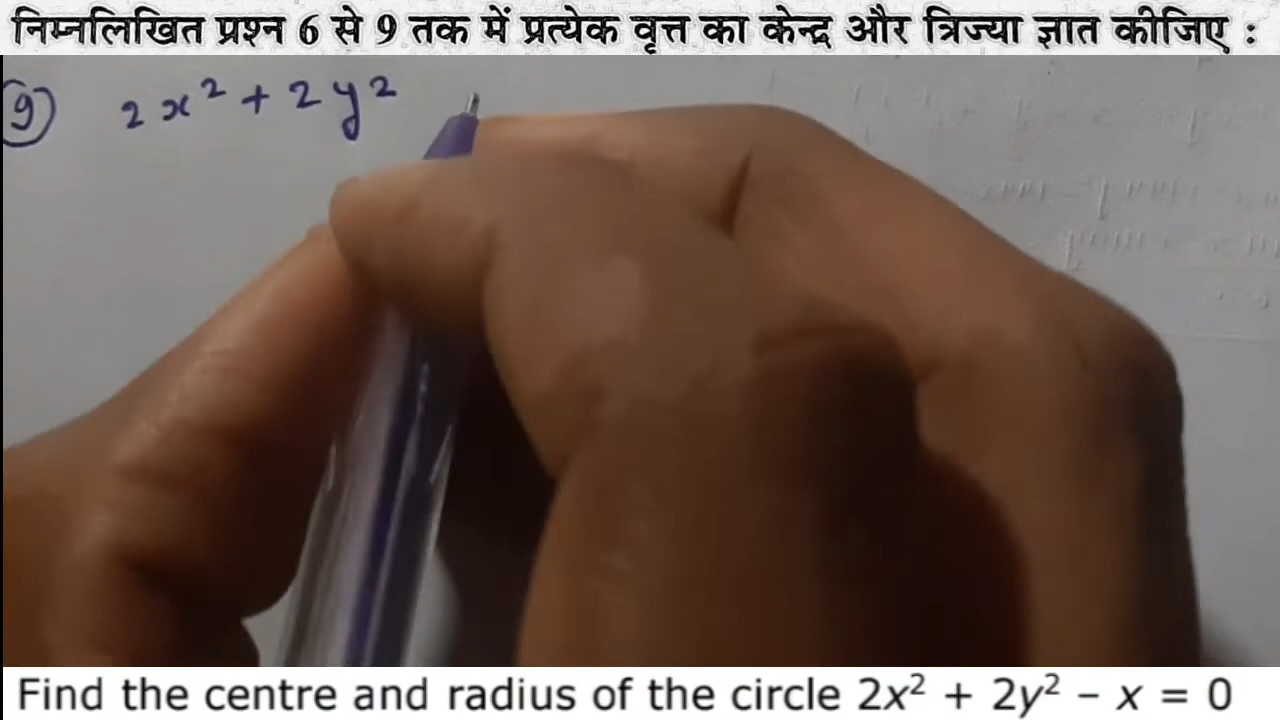 निम्नलिखित प्रश्न 6 से 9 तक में प्रत्येक वृत्त का केन्द्र और त्रिज्या ज्ञात कीजिए :
9) 2x² + 2y²
Find the centre and radius of the circle 2x² + 2y² – x = 0